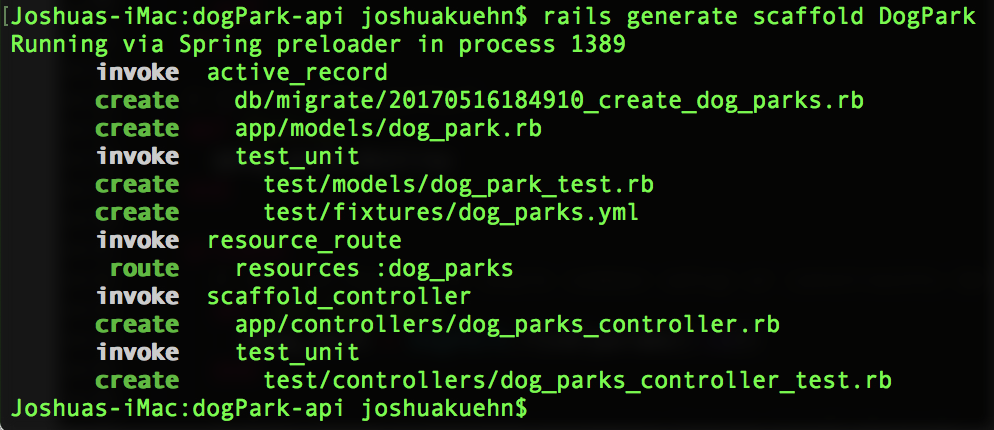 [Joshuas-iMac:dogPark-api joshuakuehn$ rails generate scaffold DogPark
Running via Spring preloader in process 1389
invoke active_record
create db/migrate/20170516184910_create_dog_parks.rb
create app/models/dog_park.rb
invoke test_unit
create test/models/dog_park_test.rb
create test/fixtures/dog_parks.yml
invoke resource_route
route resources :dog_parks
invoke scaffold_controller
create app/controllers/dog_parks_controller.rb
invoke test_unit
create test/controllers/dog_parks_controller_test.rb
Joshuas-iMac:dogPark-api joshuakuehn$